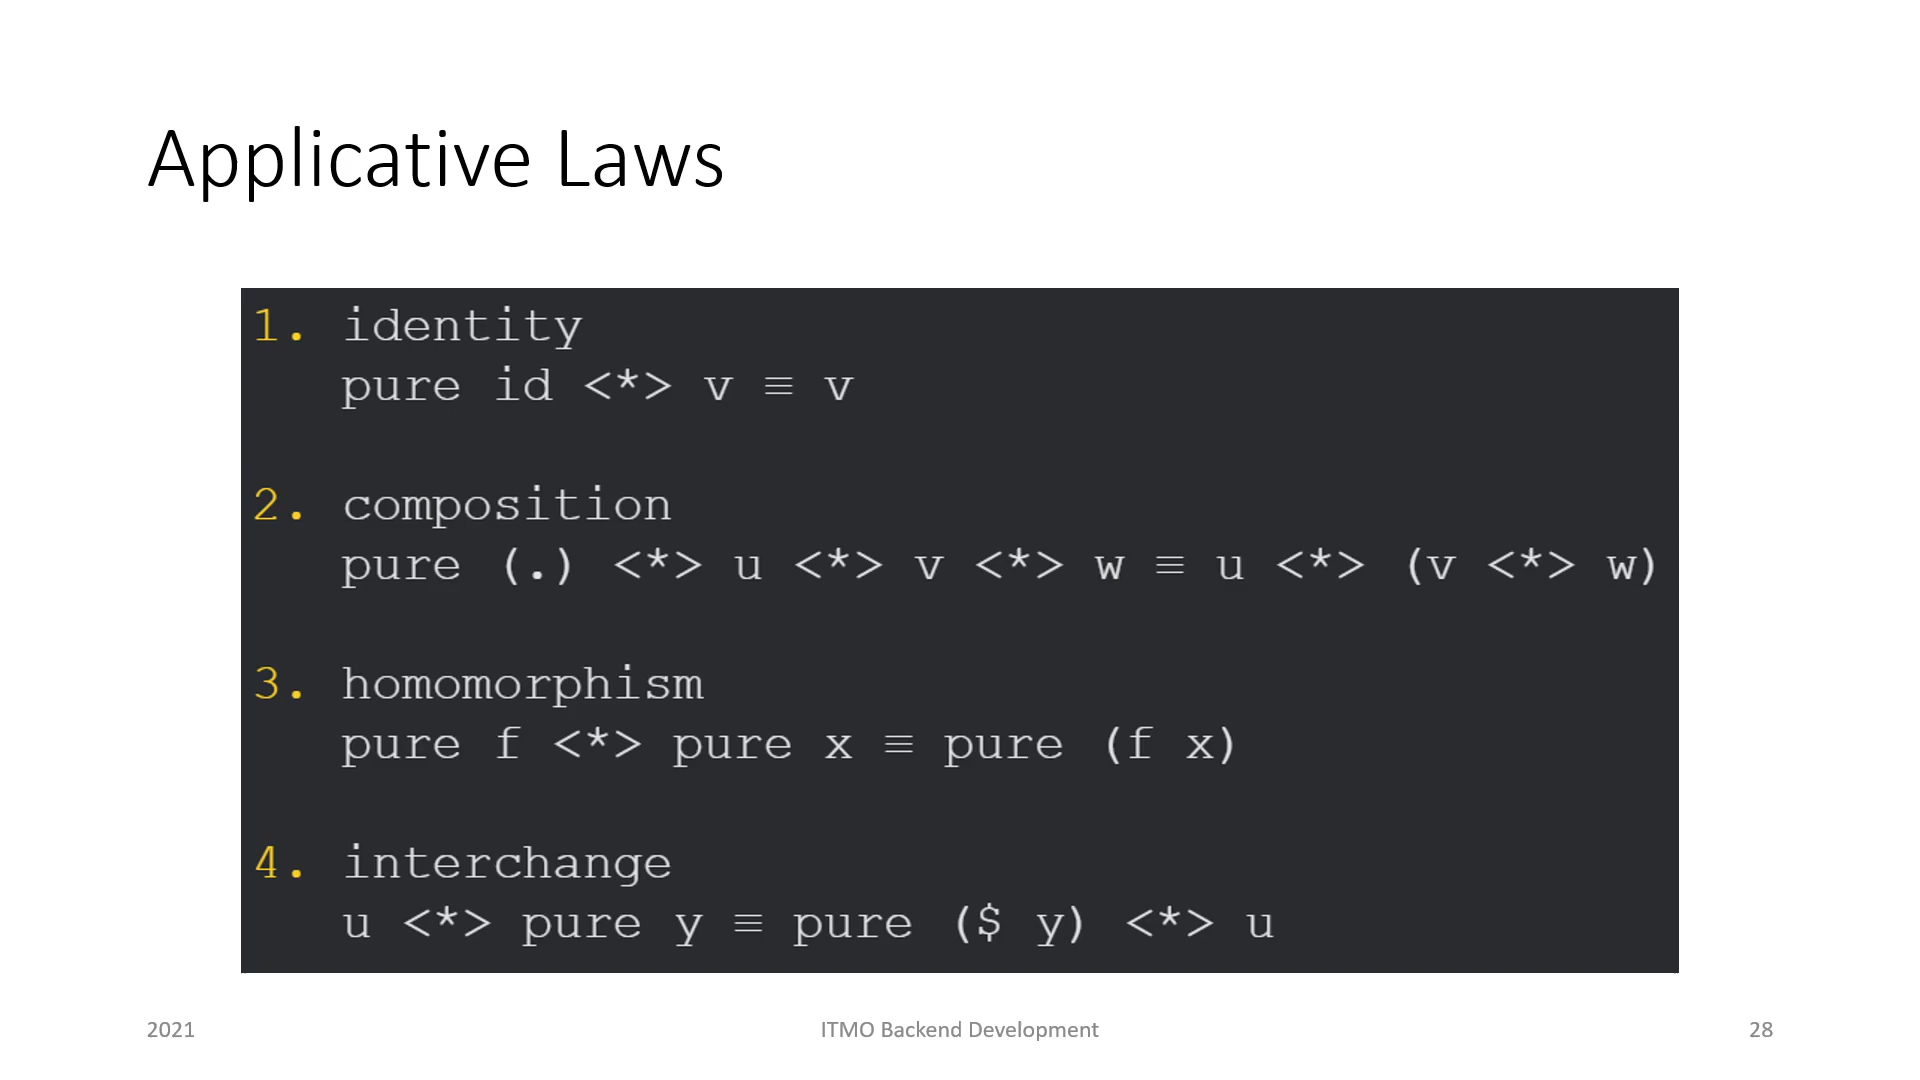 Applicative Laws
1. identity
pure id <*> v ≡ v
2. composition
pure (.) <*> u <*> v <*> w ≡ u <*> (v <*> w)
3. homomorphism
pure f <*> pure x ≡ pure (f x)
4. interchange
u <*> pure y ≡ pure ($ y) <*> u
2021
ITMO Backend Development
28